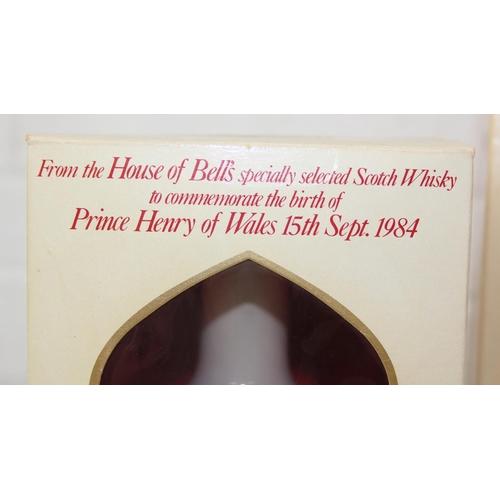 From the House of Bell's specially selected Scotch Whisky
to commemorate the birth of
Prince Henry of Wales 15th Sept. 1984